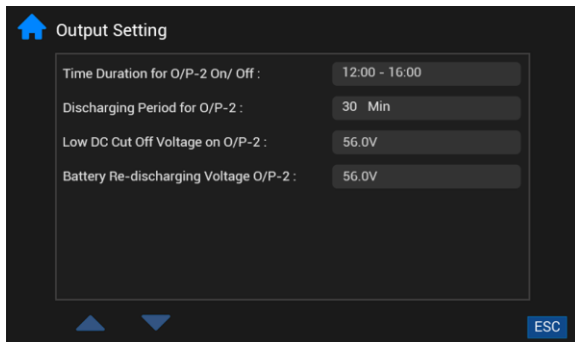 Output Setting
Time Duration for O/P-2 On/ Off : 12:00 - 16:00
Discharging Period for O/P-2 : 30 Min
Low DC Cut Off Voltage on O/P-2 : 56.0V
Battery Re-discharging Voltage O/P-2 : 56.0V
ESC